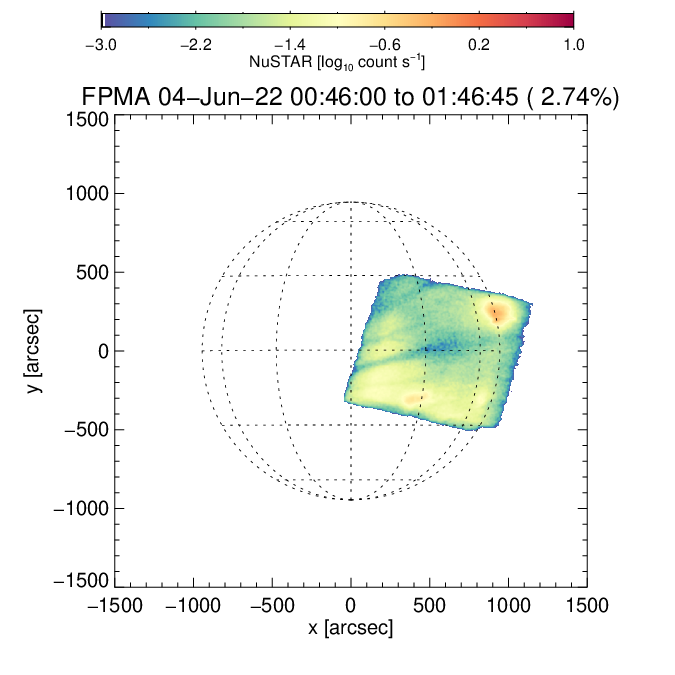 −3.0 −2.2 −1.4 −0.6 0.2 1.0
NuSTAR [log₁₀ count s⁻¹]
FPMA 04−Jun−22 00:46:00 to 01:46:45 ( 2.74%)
1500
1000
500
0
−500
−1000
−1500
y [arcsec]
−1500 −1000 −500 0 500 1000 1500
x [arcsec]